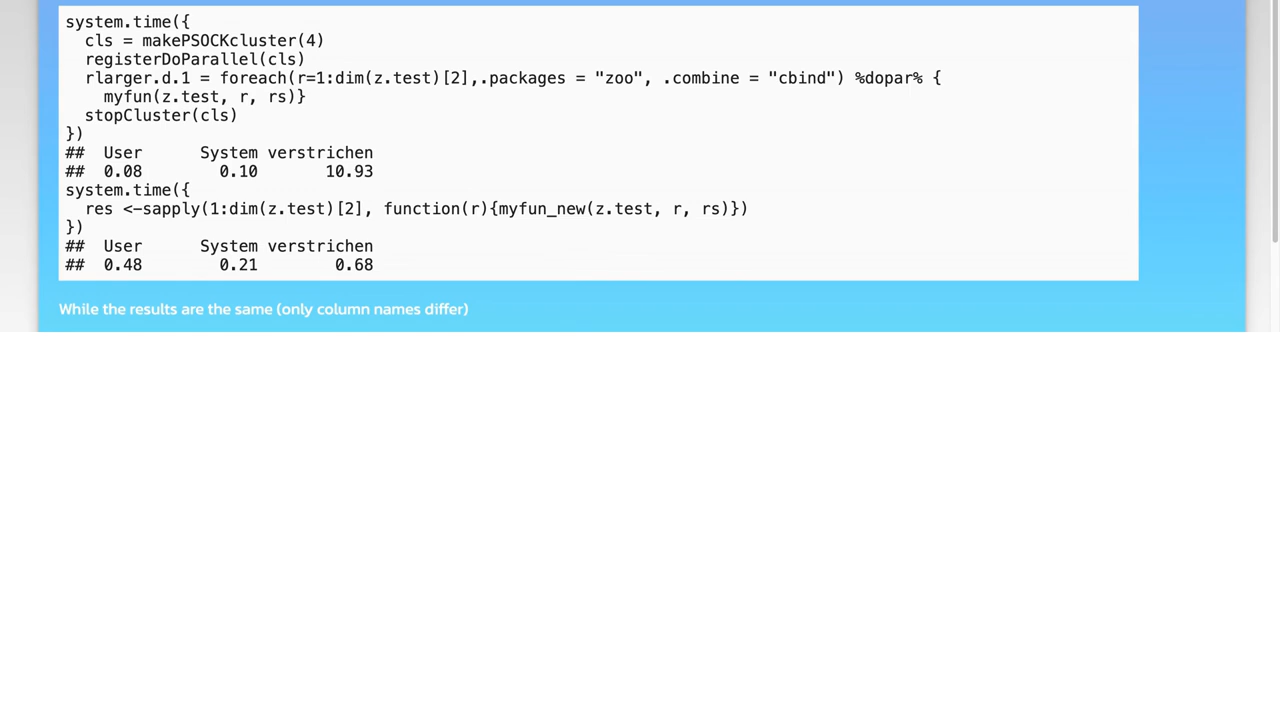 system.time({
  cls = makePSOCKcluster(4)
  registerDoParallel(cls)
  rlarger.d.1 = foreach(r=1:dim(z.test)[2],.packages = "zoo", .combine = "cbind") %dopar% {
    myfun(z.test, r, rs)}
  stopCluster(cls)
})
##  User      System verstrichen
##  0.08        0.10       10.93
system.time({
  res <-sapply(1:dim(z.test)[2], function(r){myfun_new(z.test, r, rs)})
})
##  User      System verstrichen
##  0.48        0.21        0.68
While the results are the same (only column names differ)